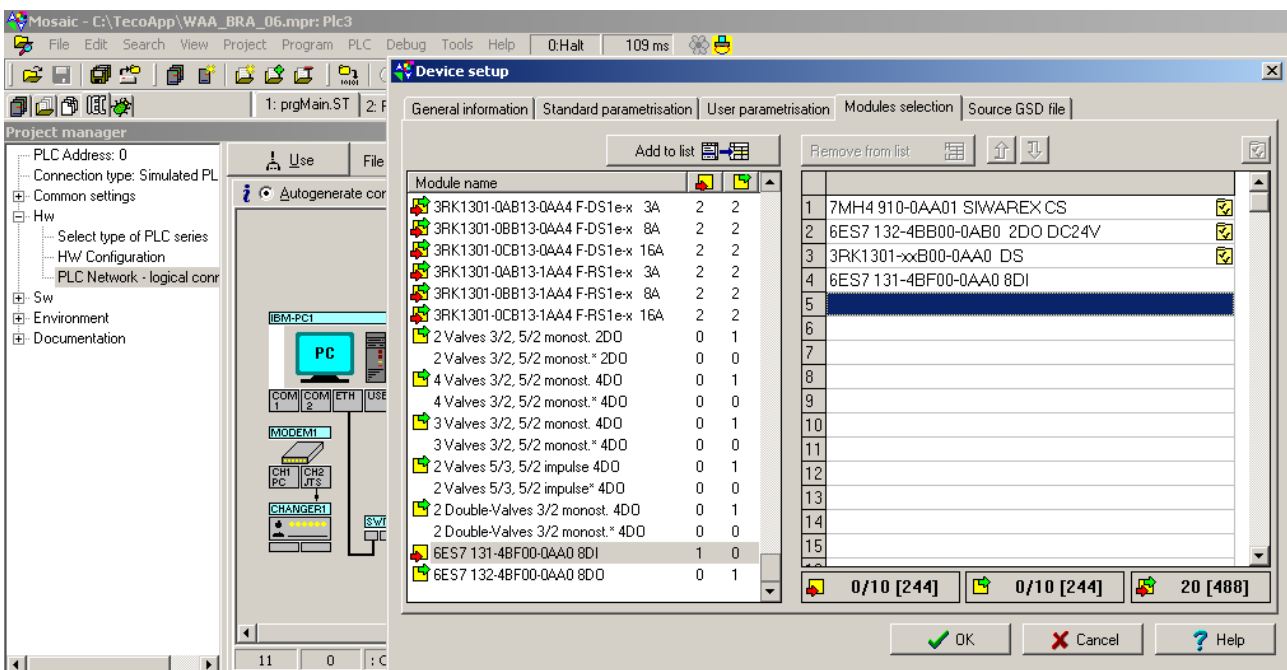 Mosaic - C:\TecoApp\WAA_BRA_06.mpr: Plc3
File Edit Search View Project Program PLC Debug Tools Help 0:Halt 109 ms
1: prgMain.ST 2:
Project manager
PLC Address: 0
Connection type: Simulated PL
Common settings
Hw
Select type of PLC series
HW Configuration
PLC Network - logical conr
Sw
Environment
Documentation
Use File
Autogenerate cor
IBM-PC1
PC
COM 1 COM 2 ETH USB
MODEM1
CH1 PC CH2 JTS
CHANGER1
11 0
Device setup
General information Standard parametrisation User parametrisation Modules selection Source GSD file
Add to list Remove from list
Module name
3RK1301-0AB13-0AA4 F-DS1e-x 3A 2 2
3RK1301-0BB13-0AA4 F-DS1e-x 8A 2 2
3RK1301-0CB13-0AA4 F-DS1e-x 16A 2 2
3RK1301-0AB13-1AA4 F-RS1e-x 3A 2 2
3RK1301-0BB13-1AA4 F-RS1e-x 8A 2 2
3RK1301-0CB13-1AA4 F-RS1e-x 16A 2 2
2 Valves 3/2, 5/2 monost. 2DO 0 1
2 Valves 3/2, 5/2 monost.* 2DO 0 0
4 Valves 3/2, 5/2 monost. 4DO 0 1
4 Valves 3/2, 5/2 monost.* 4DO 0 0
3 Valves 3/2, 5/2 monost. 4DO 0 1
3 Valves 3/2, 5/2 monost.* 4DO 0 0
2 Valves 5/3, 5/2 impulse 4DO 0 1
2 Valves 5/3, 5/2 impulse* 4DO 0 0
2 Double-Valves 3/2 monost. 4DO 0 1
2 Double-Valves 3/2 monost.* 4DO 0 0
6ES7 131-4BF00-0AA0 8DI 1 0
6ES7 132-4BF00-0AA0 8DO 0 1
1 7MH4 910-0AA01 SIWAREX CS
2 6ES7 132-4BB00-0AB0 2DO DC24V
3 3RK1301-xxB00-0AA0 DS
4 6ES7 131-4BF00-0AA0 8DI
5
6
7
8
9
10
11
12
13
14
15
0/10 [244] 0/10 [244] 20 [488]
OK Cancel Help